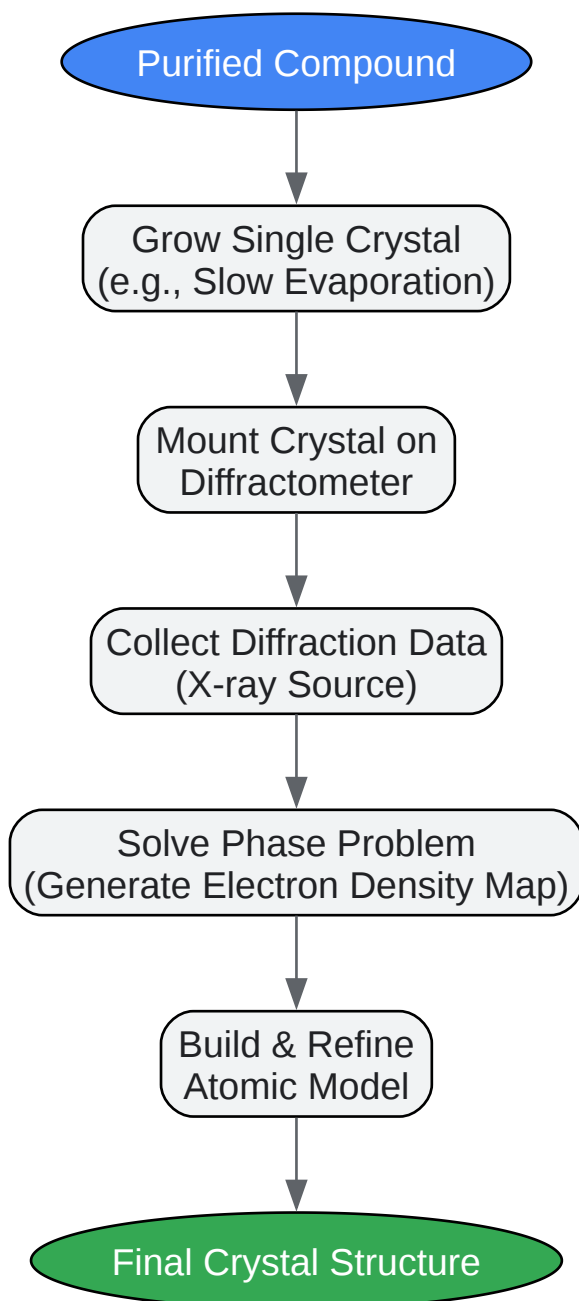 Purified Compound
Grow Single Crystal
(e.g., Slow Evaporation)
Mount Crystal on
Diffractometer
Collect Diffraction Data
(X-ray Source)
Solve Phase Problem
(Generate Electron Density Map)
Build & Refine
Atomic Model
Final Crystal Structure